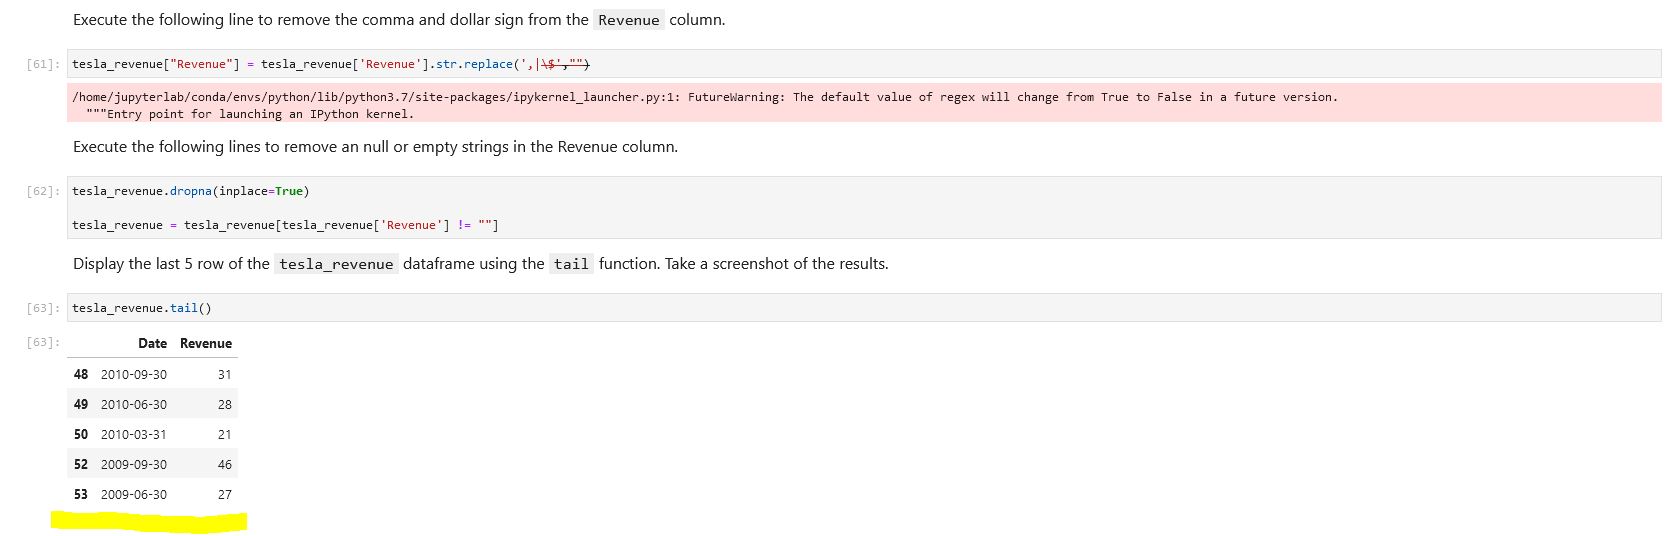 Execute the following line to remove the comma and dollar sign from the Revenue column.
[61]: tesla_revenue["Revenue"] = tesla_revenue['Revenue'].str.replace(',|\$',"")
/home/jupyterlab/conda/envs/python/lib/python3.7/site-packages/ipykernel_launcher.py:1: FutureWarning: The default value of regex will change from True to False in a future version.
"""Entry point for launching an IPython kernel.
Execute the following lines to remove an null or empty strings in the Revenue column.
[62]: tesla_revenue.dropna(inplace=True)
tesla_revenue = tesla_revenue[tesla_revenue['Revenue'] != ""]
Display the last 5 row of the tesla_revenue dataframe using the tail function. Take a screenshot of the results.
[63]: tesla_revenue.tail()
[63]: Date Revenue
48 2010-09-30 31
49 2010-06-30 28
50 2010-03-31 21
52 2009-09-30 46
53 2009-06-30 27